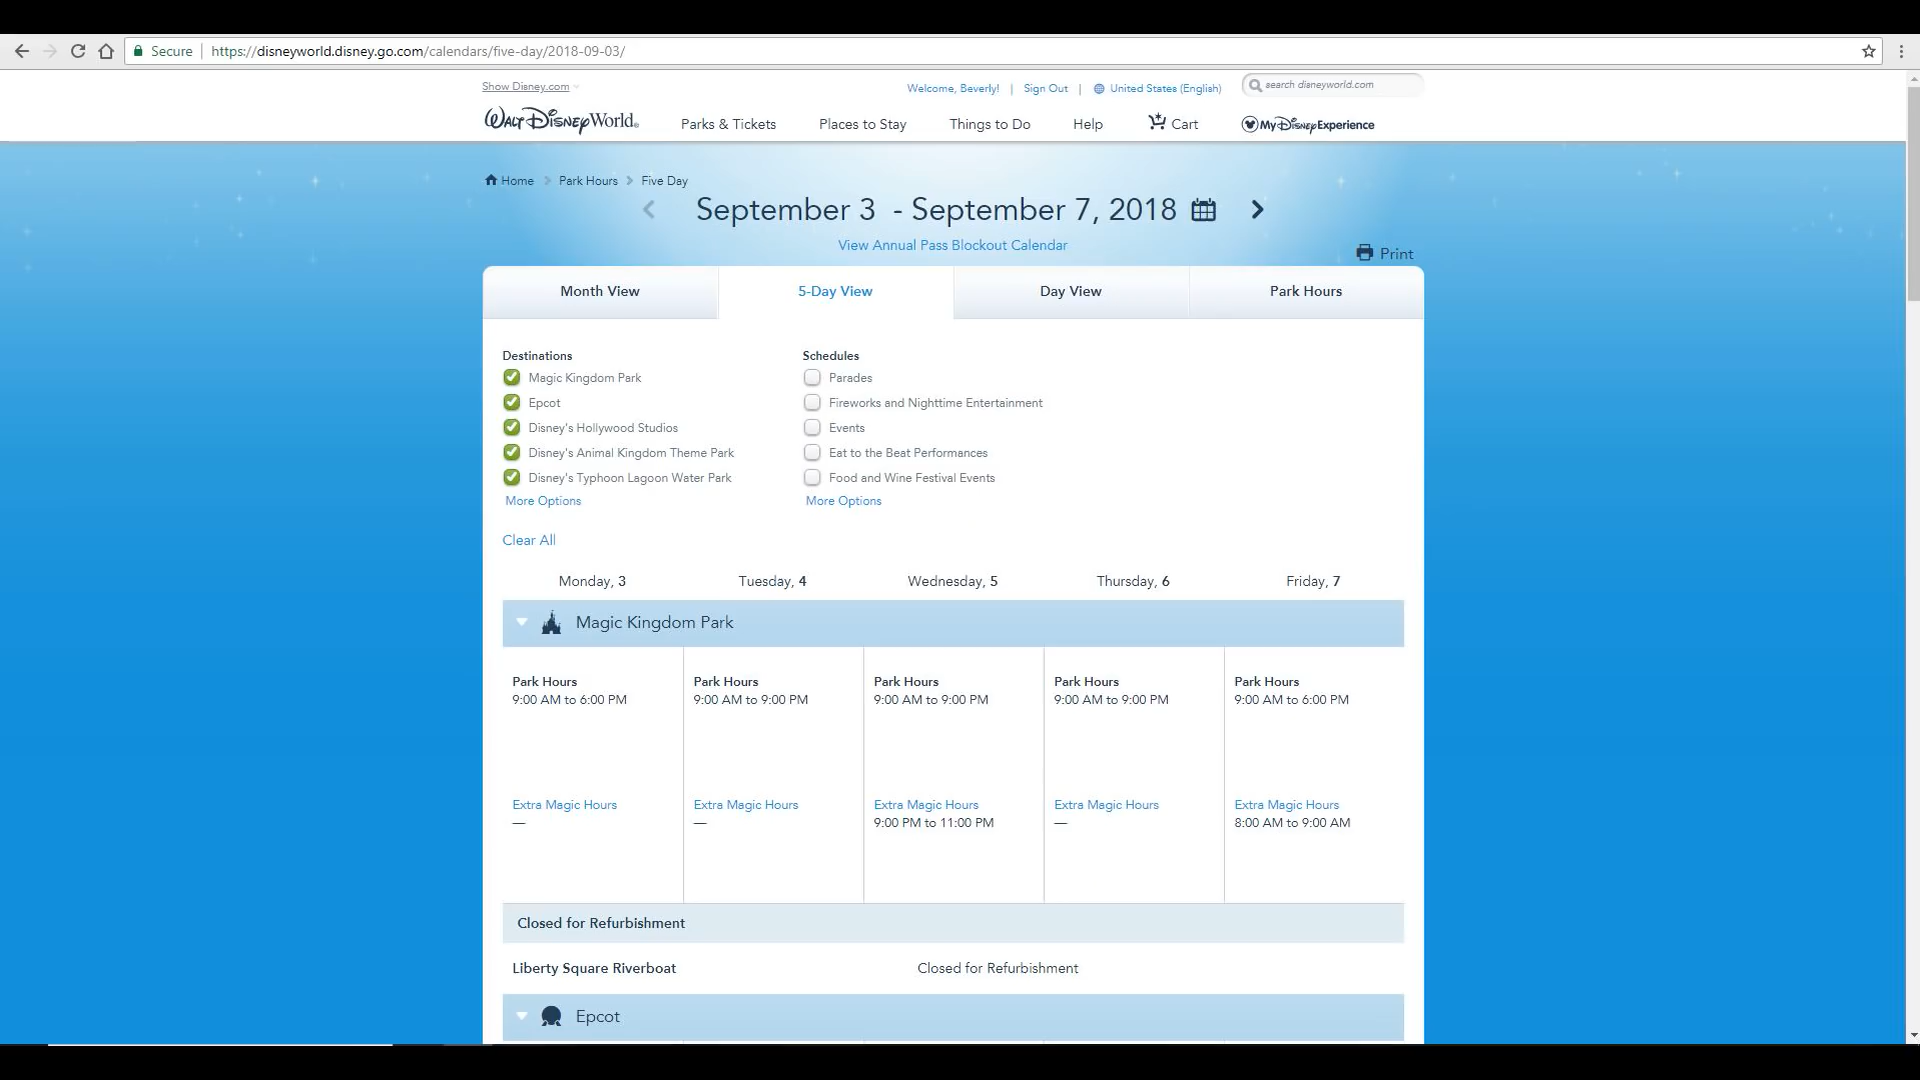 Secure | https://disneyworld.disney.go.com/calendars/five-day/2018-09-03/
Show Disney.com
Welcome, Beverly! | Sign Out | United States (English)
search disneyworld.com
Walt Disney World
Parks & Tickets
Places to Stay
Things to Do
Help
Cart
My Disney Experience
Home > Park Hours > Five Day
September 3 - September 7, 2018
View Annual Pass Blockout Calendar
Print
Month View
5-Day View
Day View
Park Hours
Destinations
Magic Kingdom Park
Epcot
Disney's Hollywood Studios
Disney's Animal Kingdom Theme Park
Disney's Typhoon Lagoon Water Park
More Options
Schedules
Parades
Fireworks and Nighttime Entertainment
Events
Eat to the Beat Performances
Food and Wine Festival Events
More Options
Clear All
Monday, 3
Tuesday, 4
Wednesday, 5
Thursday, 6
Friday, 7
Magic Kingdom Park
Park Hours
9:00 AM to 6:00 PM
Park Hours
9:00 AM to 9:00 PM
Park Hours
9:00 AM to 9:00 PM
Park Hours
9:00 AM to 9:00 PM
Park Hours
9:00 AM to 6:00 PM
Extra Magic Hours
—
Extra Magic Hours
—
Extra Magic Hours
9:00 PM to 11:00 PM
Extra Magic Hours
—
Extra Magic Hours
8:00 AM to 9:00 AM
Closed for Refurbishment
Liberty Square Riverboat
Closed for Refurbishment
Epcot